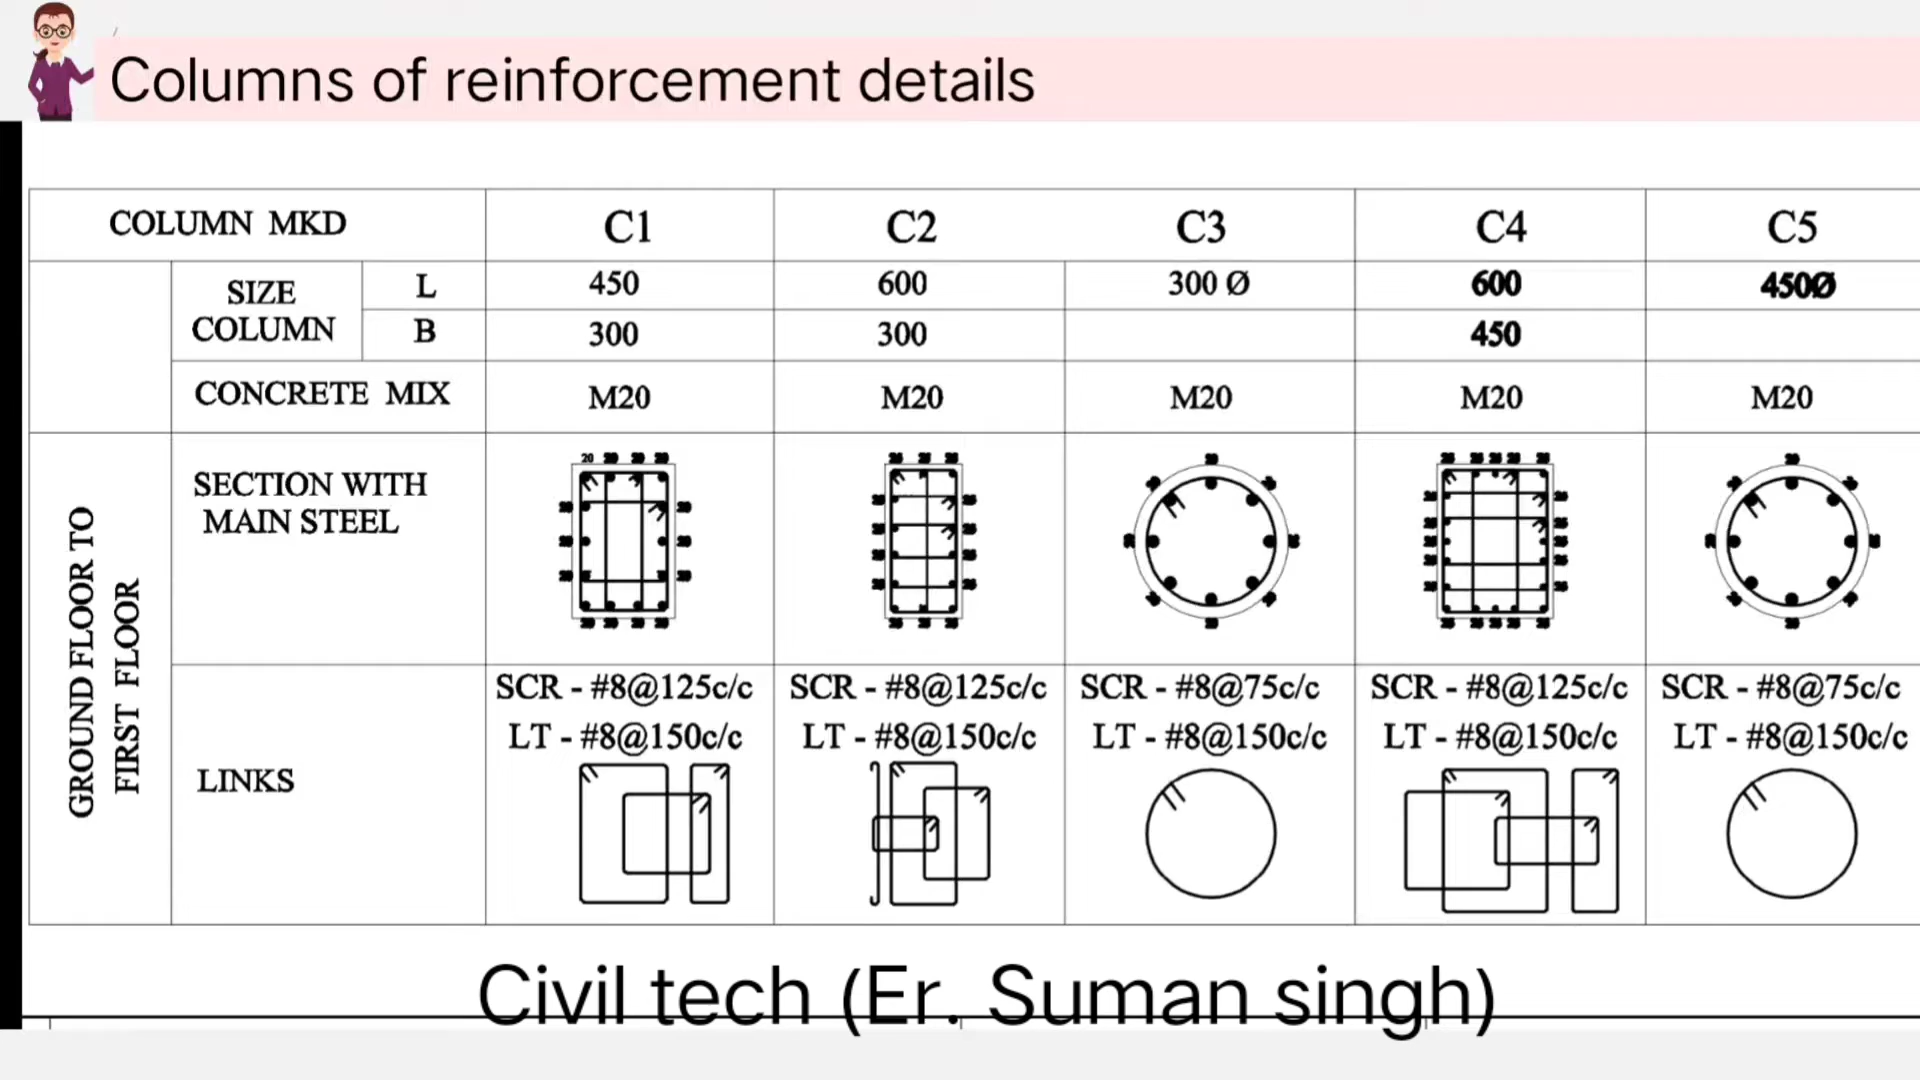 Columns of reinforcement details
COLUMN MKD C1 C2 C3 C4 C5
SIZE COLUMN L 450 600 300 Ø 600 450Ø
B 300 300 450
CONCRETE MIX M20 M20 M20 M20 M20
GROUND FLOOR TO
FIRST FLOOR
SECTION WITH
MAIN STEEL
20
LINKS
SCR - #8@125c/c SCR - #8@125c/c SCR - #8@75c/c SCR - #8@125c/c SCR - #8@75c/c
LT - #8@150c/c LT - #8@150c/c LT - #8@150c/c LT - #8@150c/c LT - #8@150c/c
Civil tech (Er. Suman singh)